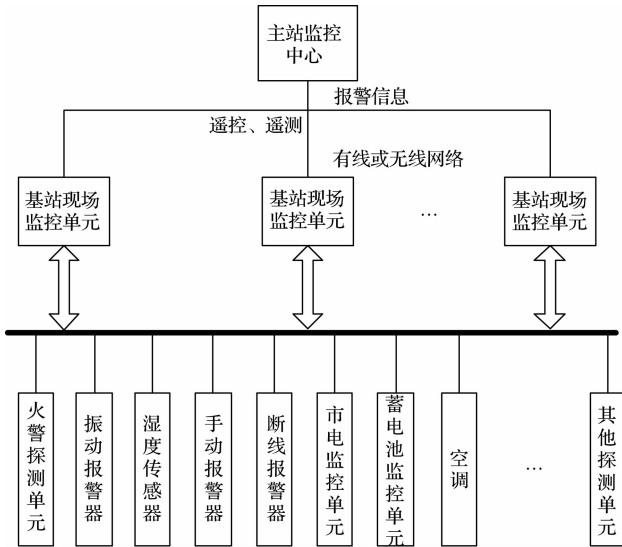 主站监控
中心
报警信息
遥控、遥测
有线或无线网络
基站现场
监控单元
基站现场
监控单元
…
基站现场
监控单元
火警探测单元
振动报警器
湿度传感器
手动报警器
断线报警器
市电监控单元
蓄电池监控单元
空调
…
其他探测单元